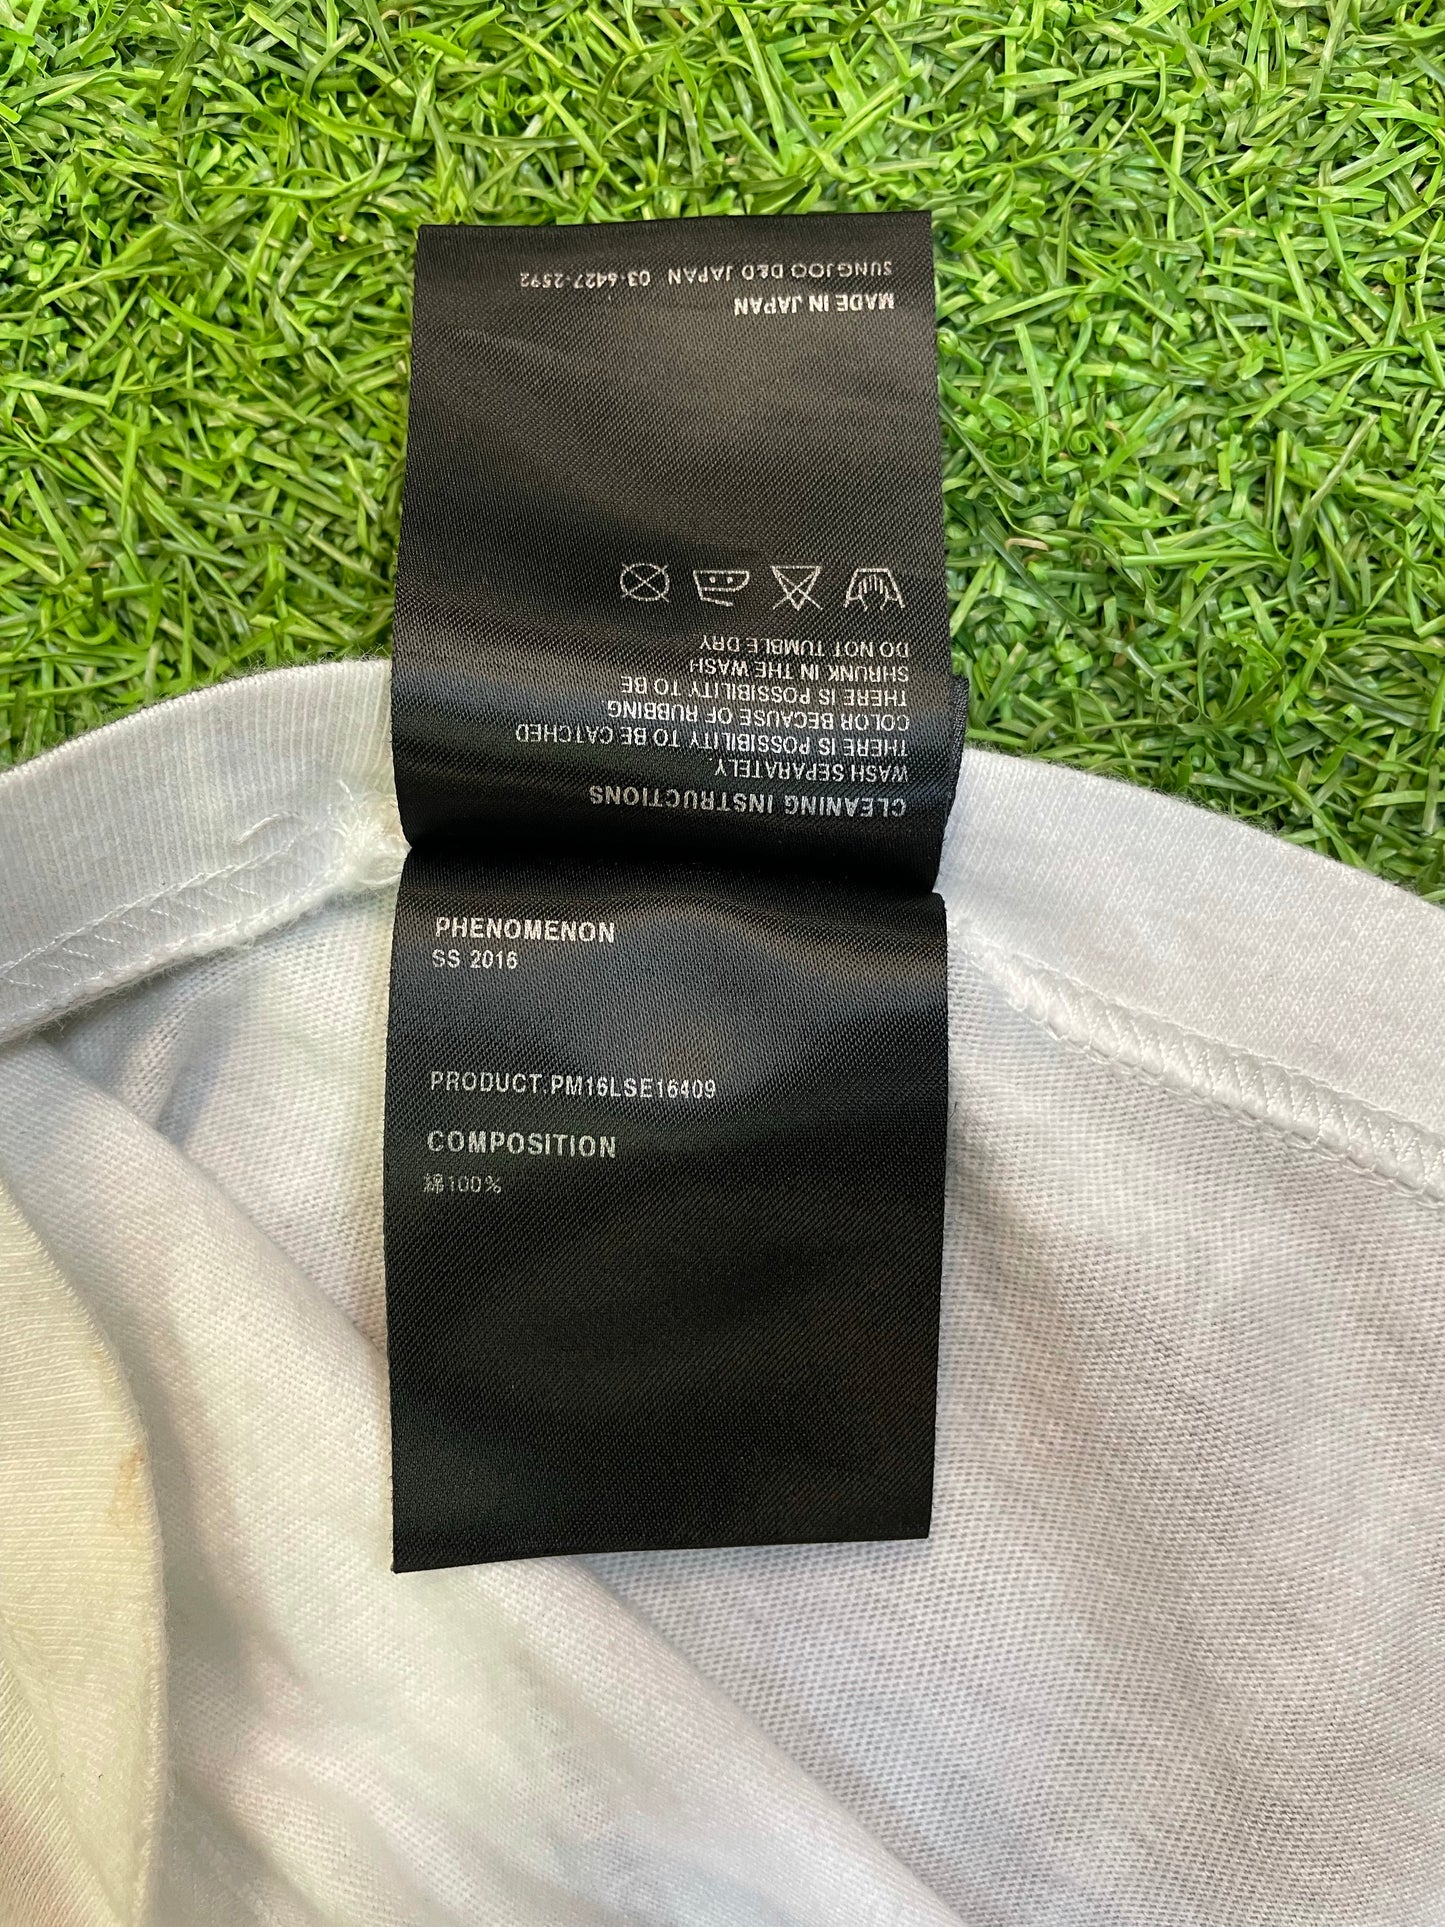 PHENOMENON
SS 2016
PRODUCT.PM16LSE16409
COMPOSITION
綿100%
CLEANING INSTRUCTIONS
WASH SEPARATELY.
THERE IS POSSIBILITY TO BE CATCHED
COLOR BECAUSE OF RUBBING
THERE IS POSSIBILITY TO BE
SHRUNK IN THE WASH
DO NOT TUMBLE DRY
MADE IN JAPAN
SUNGJOO D&D JAPAN 03-6427-2592